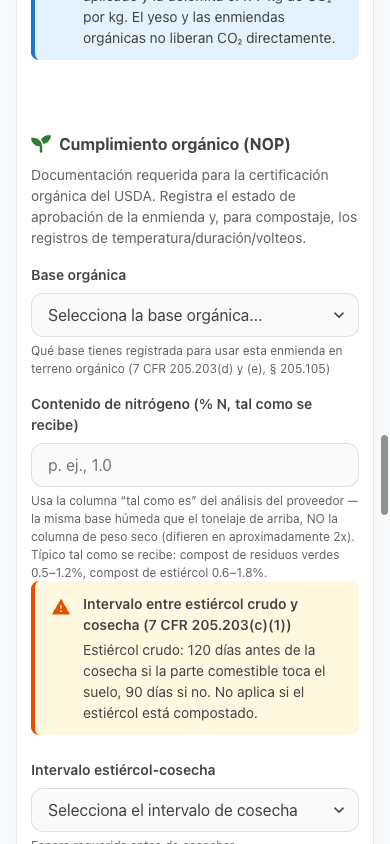 por kg. El yeso y las enmiendas
orgánicas no liberan CO₂ directamente.
Cumplimiento orgánico (NOP)
Documentación requerida para la certificación
orgánica del USDA. Registra el estado de
aprobación de la enmienda y, para compostaje, los
registros de temperatura/duración/volteos.
Base orgánica
Selecciona la base orgánica...
Qué base tienes registrada para usar esta enmienda en
terreno orgánico (7 CFR 205.203(d) y (e), § 205.105)
Contenido de nitrógeno (% N, tal como se
recibe)
p. ej., 1.0
Usa la columna “tal como es” del análisis del proveedor —
la misma base húmeda que el tonelaje de arriba, NO la
columna de peso seco (difieren en aproximadamente 2x).
Típico tal como se recibe: compost de residuos verdes
0.5–1.2%, compost de estiércol 0.6–1.8%.
Intervalo entre estiércol crudo y
cosecha (7 CFR 205.203(c)(1))
Estiércol crudo: 120 días antes de la
cosecha si la parte comestible toca el
suelo, 90 días si no. No aplica si el
estiércol está compostado.
Intervalo estiércol-cosecha
Selecciona el intervalo de cosecha